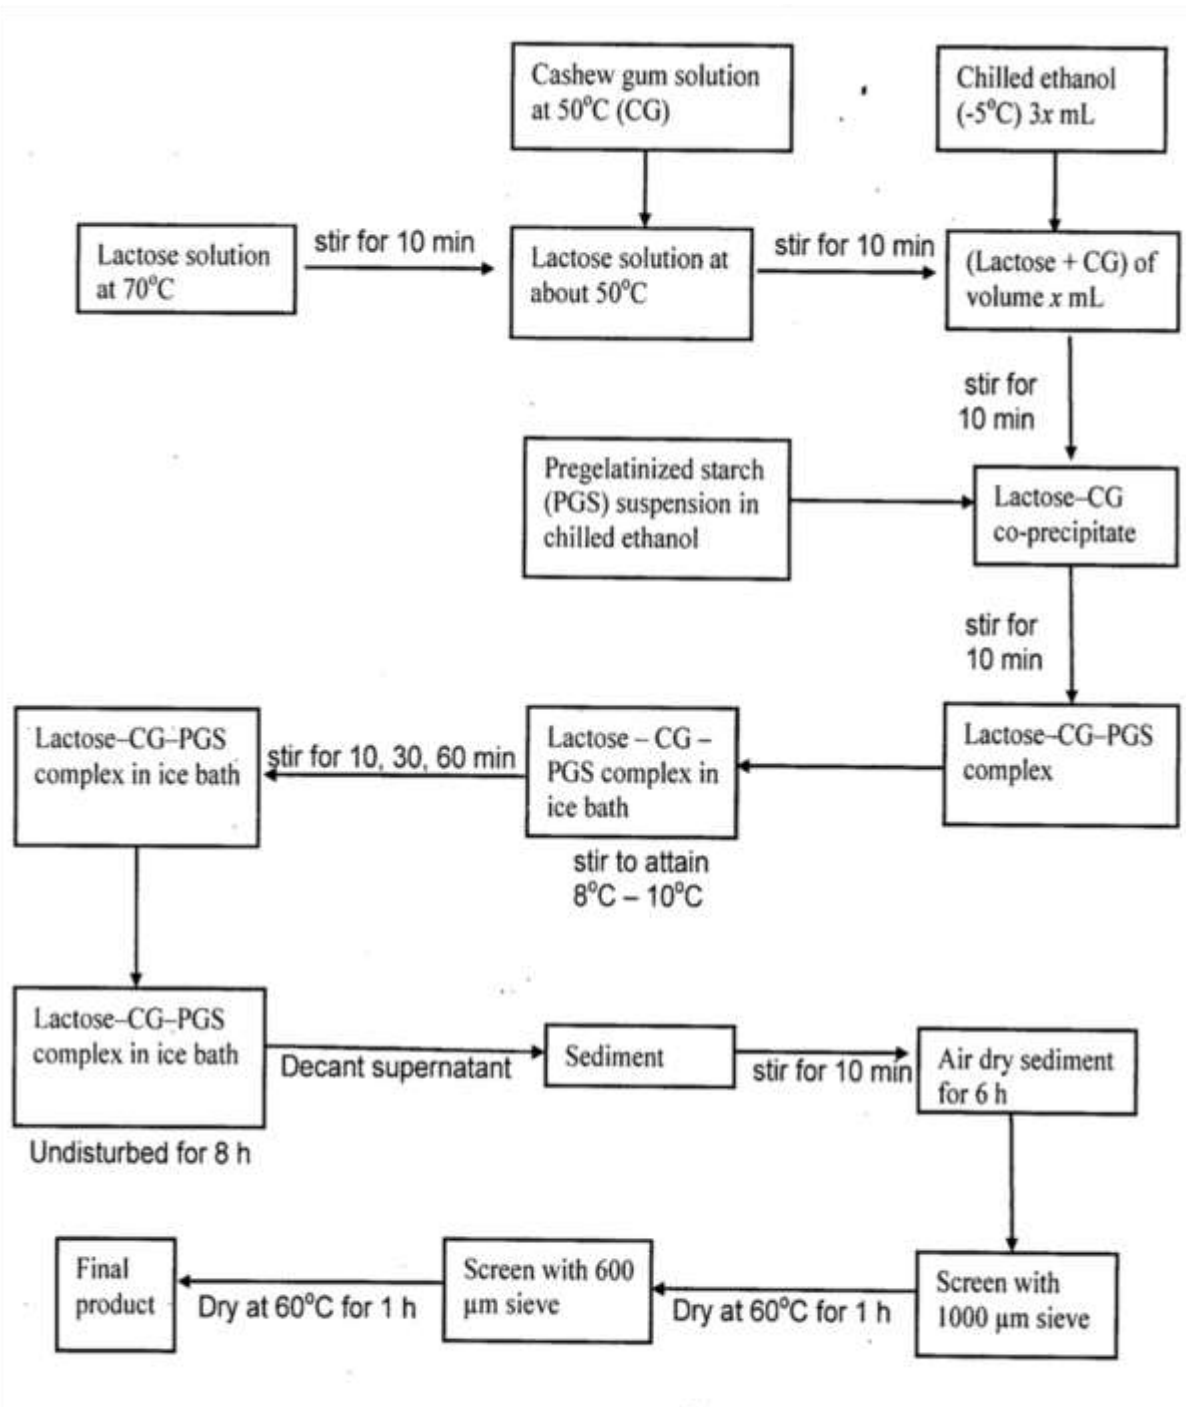 Cashew gum solution
at 50°C (CG)
Chilled ethanol
(-5°C) 3x mL
Lactose solution
at 70°C
stir for 10 min
Lactose solution at
about 50°C
stir for 10 min
(Lactose + CG) of
volume x mL
stir for
10 min
Pregelatinized starch
(PGS) suspension in
chilled ethanol
Lactose–CG
co-precipitate
stir for
10 min
Lactose–CG–PGS
complex
Lactose – CG –
PGS complex in
ice bath
stir to attain
8°C – 10°C
stir for 10, 30, 60 min
Lactose–CG–PGS
complex in ice bath
Lactose–CG–PGS
complex in ice bath
Undisturbed for 8 h
Decant supernatant
Sediment
stir for 10 min
Air dry sediment
for 6 h
Screen with
1000 µm sieve
Dry at 60°C for 1 h
Screen with 600
µm sieve
Dry at 60°C for 1 h
Final
product